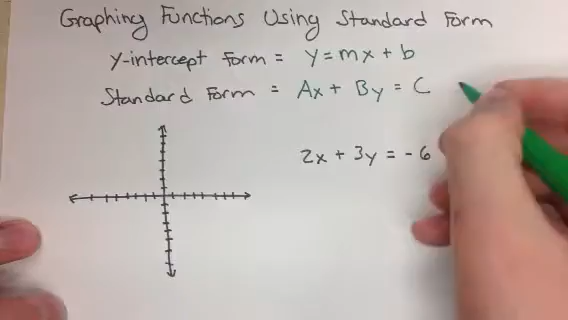 Graphing Functions Using Standard Form
Y-intercept Form = y = mx + b
Standard Form = Ax + By = C
2x + 3y = -6